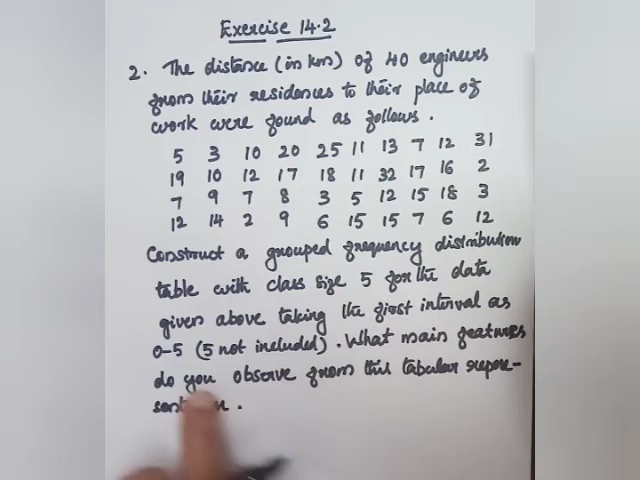 Exercise 14.2
2. The distance (in km) of 40 engineers
from their residences to their place of
work were found as follows.
5 3 10 20 25 11 13 7 12 31
19 10 12 17 18 11 32 17 16 2
7 9 7 8 3 5 12 15 18 3
12 14 2 9 6 15 15 7 6 12
Construct a grouped frequency distribution
table with class size 5 for the data
given above taking the first interval as
0-5 (5 not included). What main features
do you observe from this tabular repre-